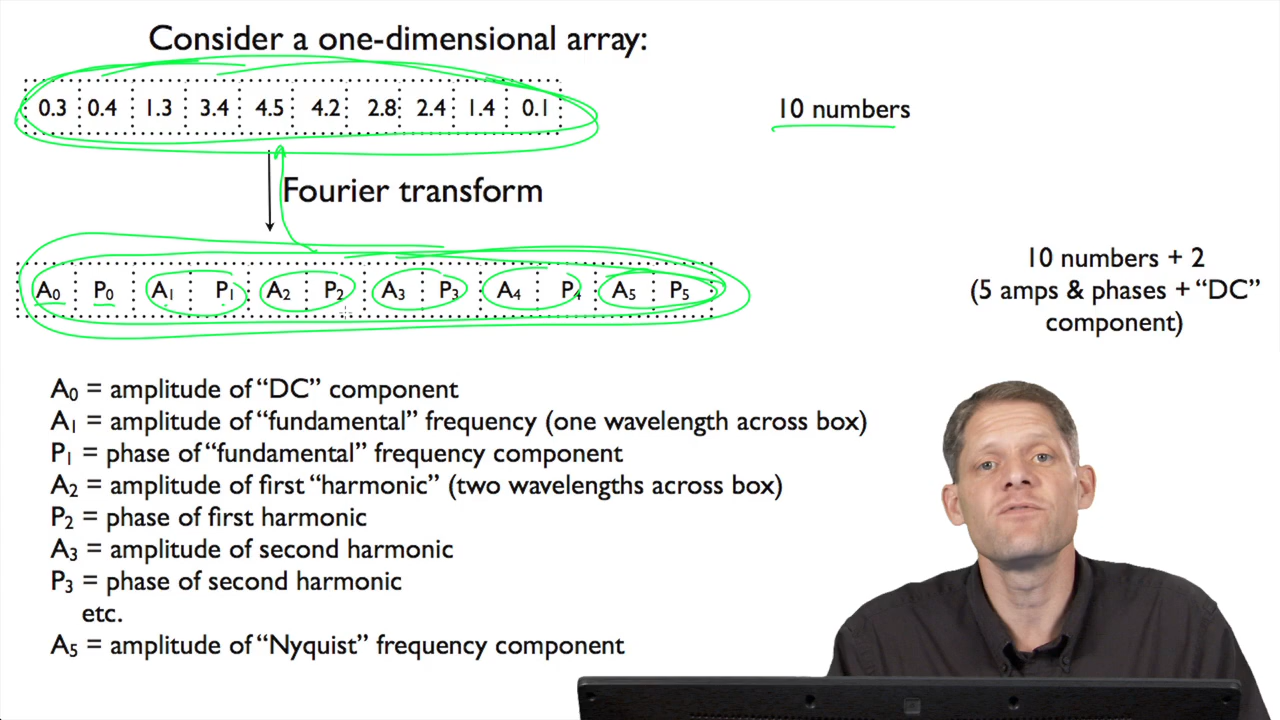 Consider a one-dimensional array:
0.3 0.4 1.3 3.4 4.5 4.2 2.8 2.4 1.4 0.1
10 numbers
Fourier transform
A₀ P₀ A₁ P₁ A₂ P₂ A₃ P₃ A₄ P₄ A₅ P₅
10 numbers + 2
(5 amps & phases + “DC”
component)
A₀ = amplitude of “DC” component
A₁ = amplitude of “fundamental” frequency (one wavelength across box)
P₁ = phase of “fundamental” frequency component
A₂ = amplitude of first “harmonic” (two wavelengths across box)
P₂ = phase of first harmonic
A₃ = amplitude of second harmonic
P₃ = phase of second harmonic
etc.
A₅ = amplitude of “Nyquist” frequency component